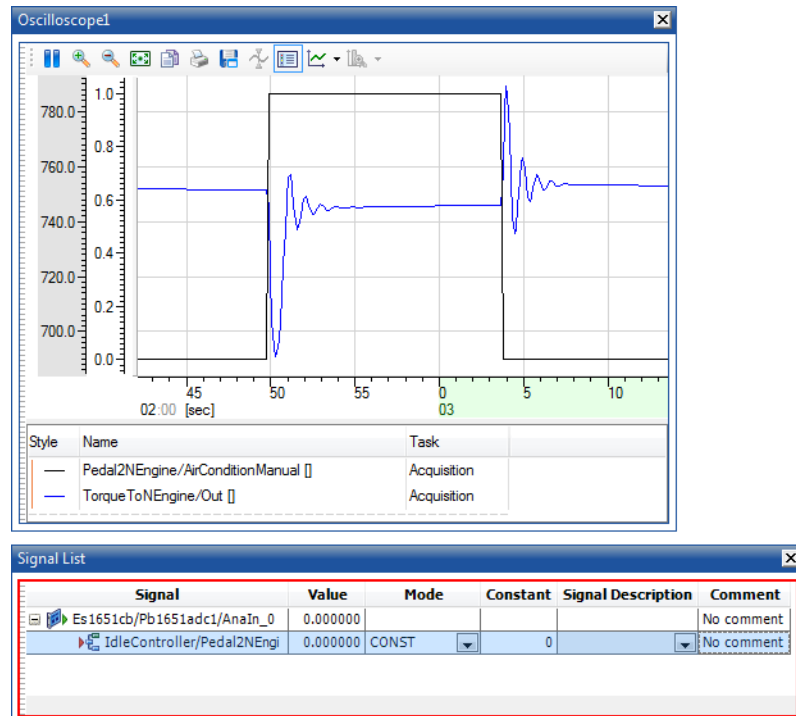 Oscilloscope1
1.0
780.0
0.8
760.0
0.6
740.0
0.4
720.0
0.2
700.0
0.0
45 50 55 0 5 10
02:00 [sec] 03
Style Name Task
Pedal2NEngine/AirConditionManual [] Acquisition
TorqueToNEngine/Out [] Acquisition
Signal List
Signal Value Mode Constant Signal Description Comment
Es1651cb/Pb1651adc1/AnaIn_0 0.000000 No comment
IdleController/Pedal2NEngi 0.000000 CONST 0 No comment